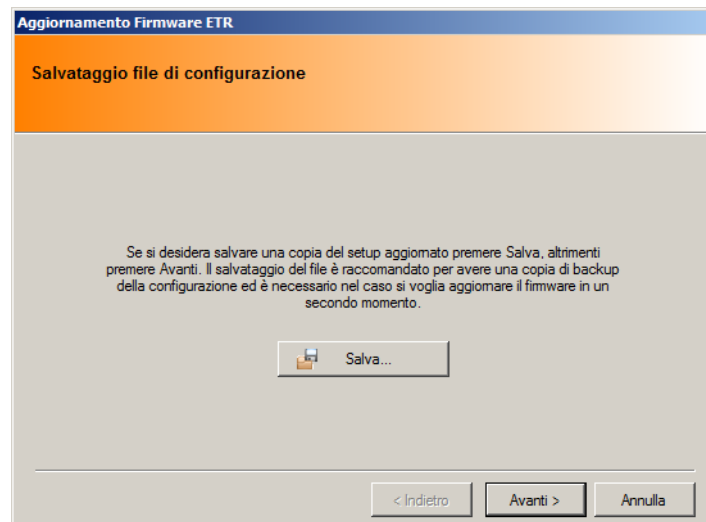 Aggiornamento Firmware ETR
Salvataggio file di configurazione
Se si desidera salvare una copia del setup aggiornato premere Salva, altrimenti
premere Avanti. Il salvataggio del file è raccomandato per avere una copia di backup
della configurazione ed è necessario nel caso si voglia aggiornare il firmware in un
secondo momento.
Salva...
< Indietro
Avanti >
Annulla